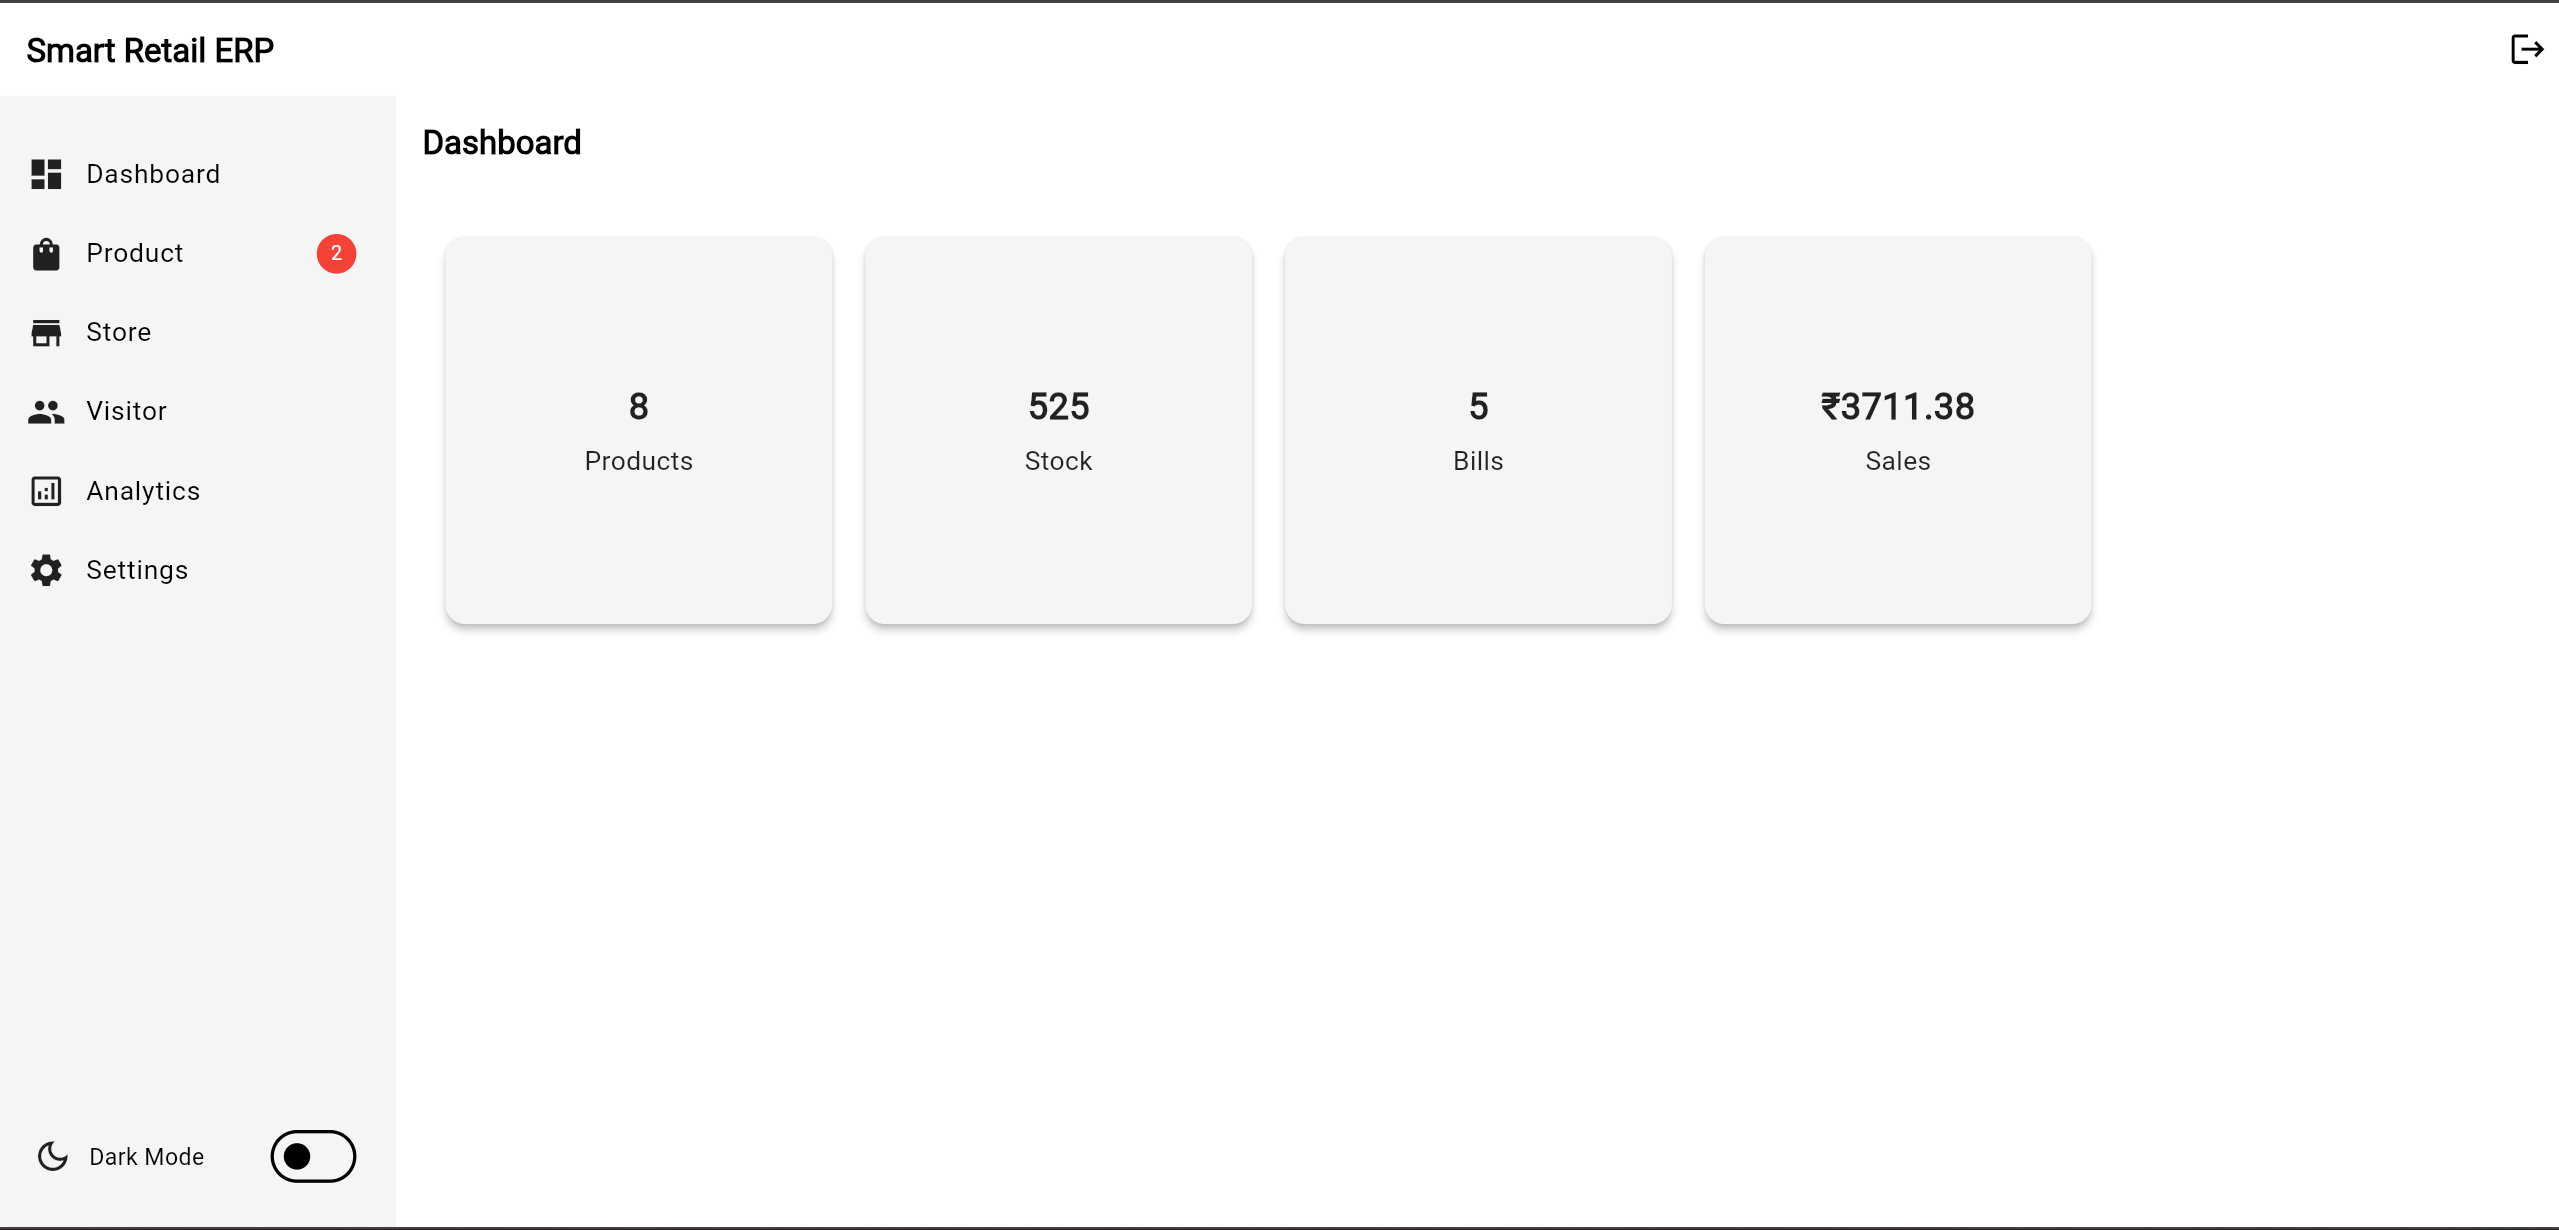 Smart Retail ERP
Dashboard
Product 2
Store
Visitor
Analytics
Settings
Dark Mode
Dashboard
8
Products
525
Stock
5
Bills
₹3711.38
Sales